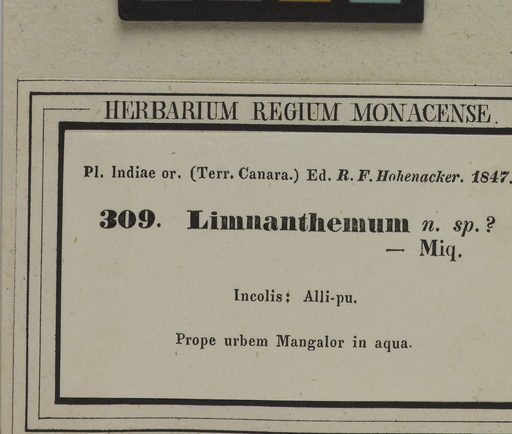 HERBARIUM REGIUM MONACENSE.
Pl. Indiae or. (Terr. Canara.) Ed. R. F. Hohenacker. 1847.
309. Limnanthemum n. sp.?
— Miq.
Incolis: Alli-pu.
Prope urbem Mangalor in aqua.